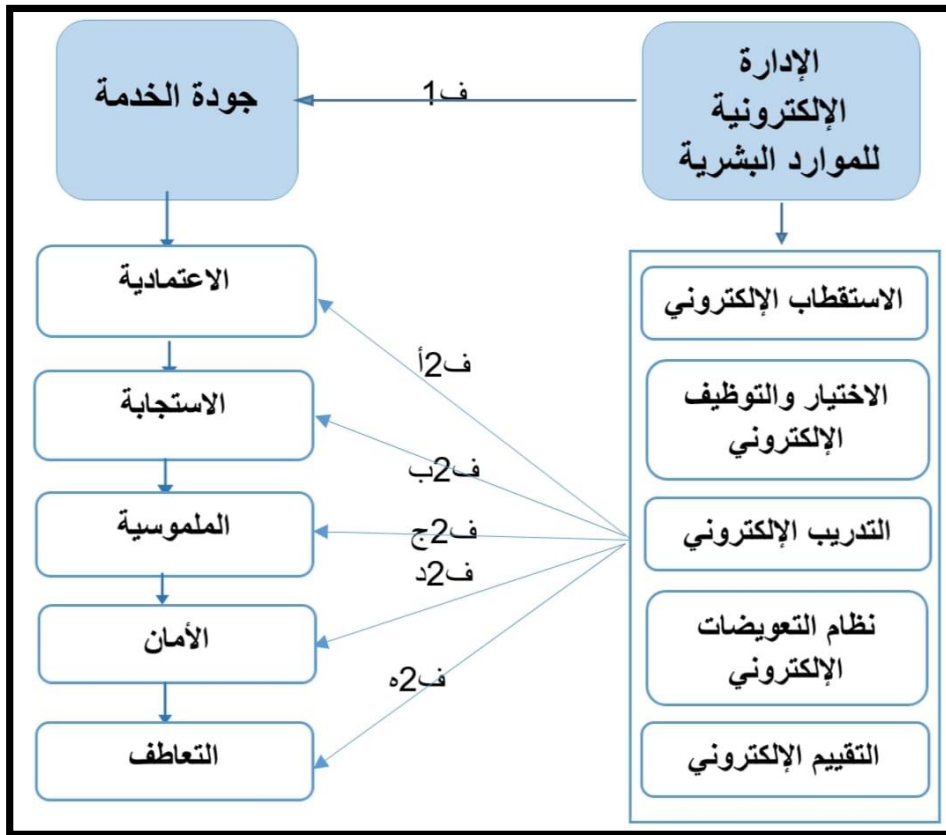 الإدارة
الإلكترونية
للموارد البشرية
ف1
جودة الخدمة
الاستقطاب الإلكتروني
الاختيار والتوظيف
الإلكتروني
التدريب الإلكتروني
نظام التعويضات
الإلكتروني
التقييم الإلكتروني
ف2أ
ف2ب
ف2ج
ف2د
ف2ه
الاعتمادية
الاستجابة
الملموسية
الأمان
التعاطف